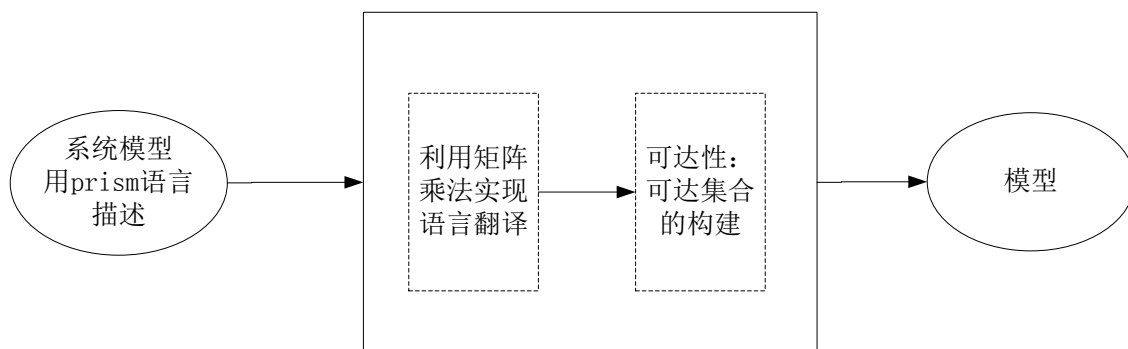 系统模型
用prism语言
描述
利用矩阵
乘法实现
语言翻译
可达性：
可达集合
的构建
模型